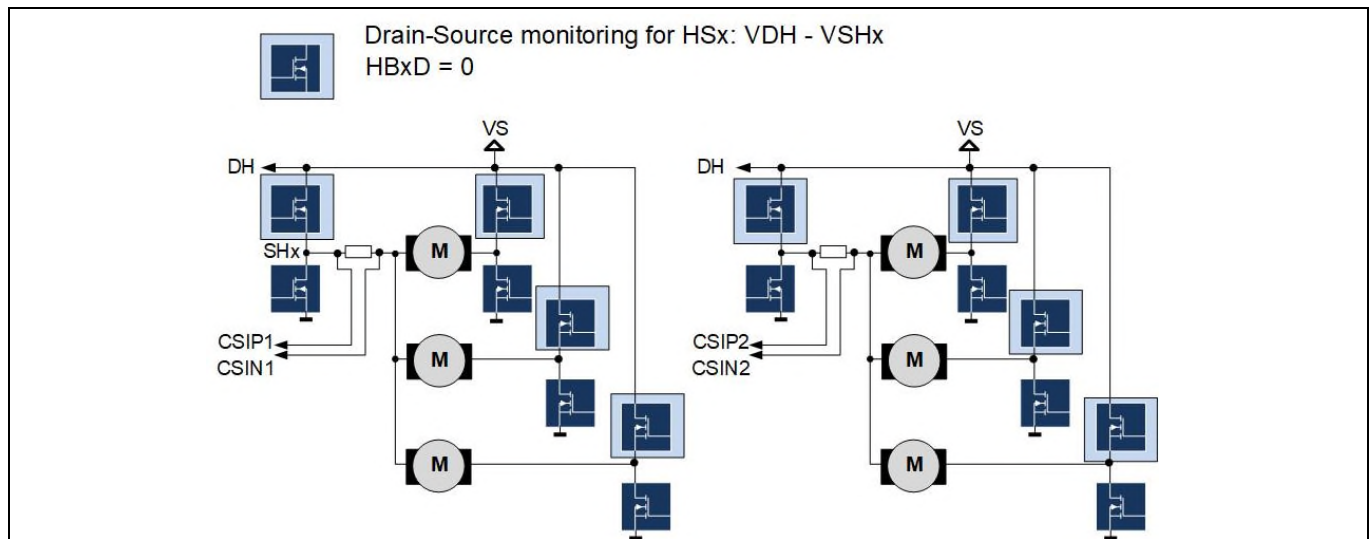 Drain-Source monitoring for HSx: VDH - VSHx
HBxD = 0
VS
DH
SHx
M
CSIP1
CSIN1
M
M
VS
DH
M
CSIP2
CSIN2
M
M